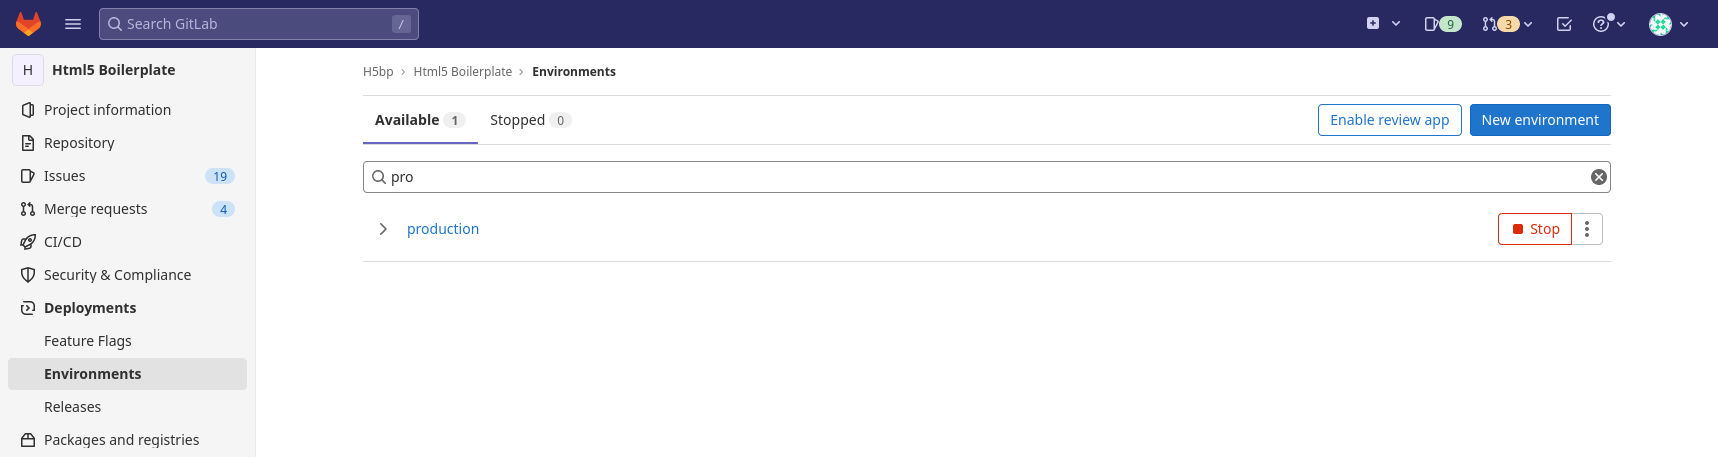 Search GitLab /
9
3
H Html5 Boilerplate
Project information
Repository
Issues 19
Merge requests 4
CI/CD
Security & Compliance
Deployments
Feature Flags
Environments
Releases
Packages and registries
H5bp > Html5 Boilerplate > Environments
Available 1 Stopped 0
Enable review app New environment
pro
production
Stop